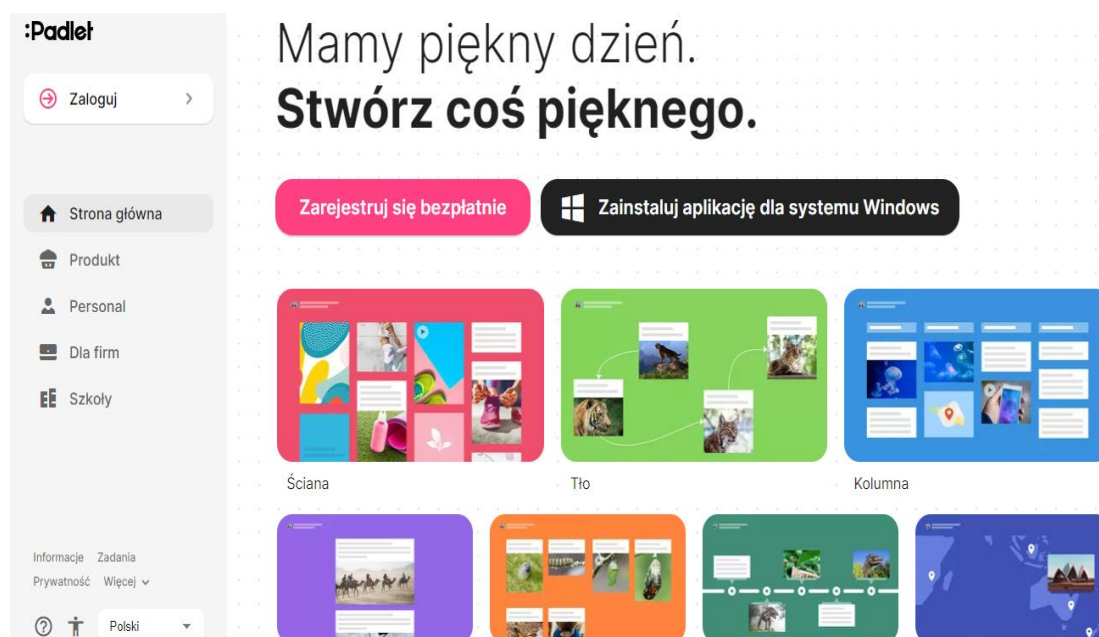 :Padlet
Zaloguj
Strona główna
Produkt
Personal
Dla firm
Szkoły
Informacje Zadania
Prywatność Więcej
Polski
Mamy piękny dzień.
Stwórz coś pięknego.
Zarejestruj się bezpłatnie
Zainstaluj aplikację dla systemu Windows
Ściana
Tło
Kolumna